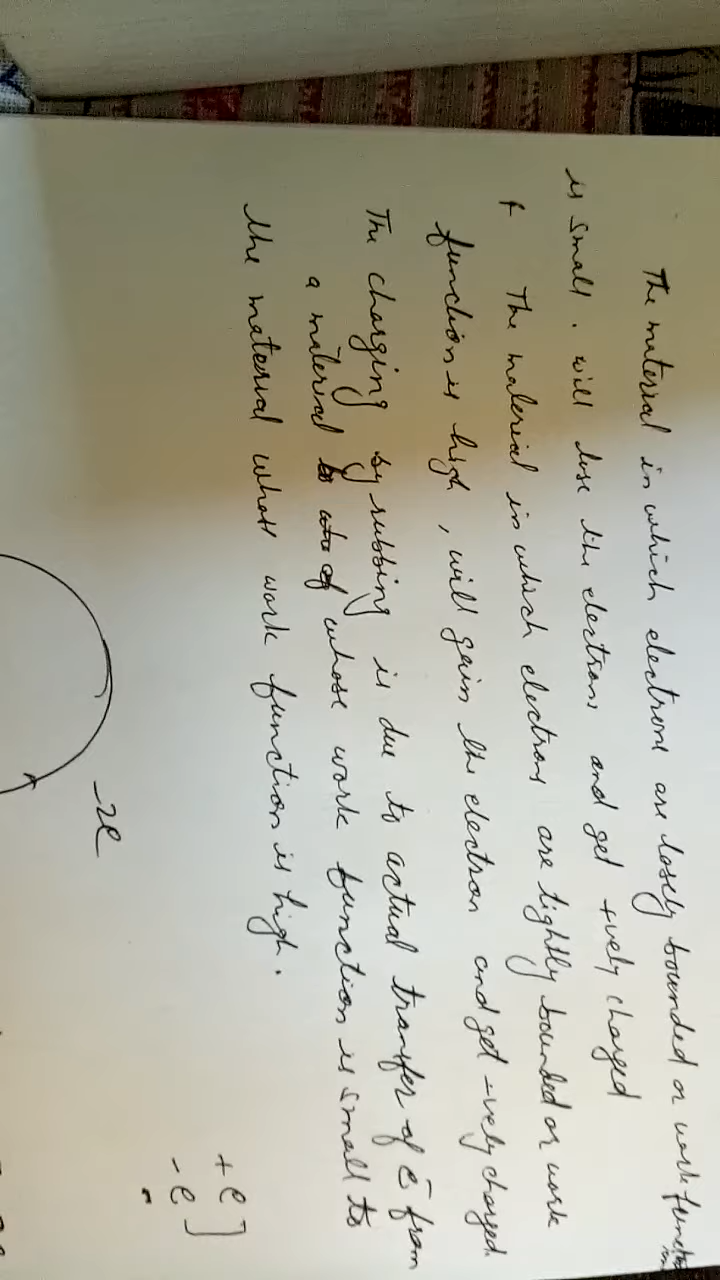 The material in which electrons are losely bounded or work function
is small. will lose the electrons and get +vely charged
& The material in which electrons are tightly bounded or work
function is high, will gain the electron and get -vely charged.
The charging by rubbing is due to actual transfer of e⁻ from
a material whose work function is small to
the material whose work function is high.
-2e
+e]
-e